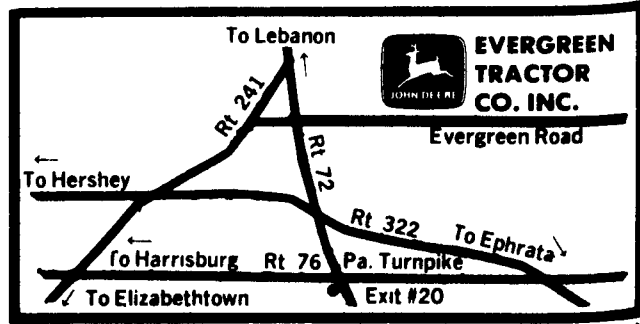 To Lebanon
EVERGREEN
TRACTOR
CO. INC.
JOHN DEERE
Rt 241
Evergreen Road
Rt 72
To Hershey
Rt 322
To Ephrata
To Harrisburg
Rt 76
Pa. Turnpike
To Elizabethtown
Exit #20